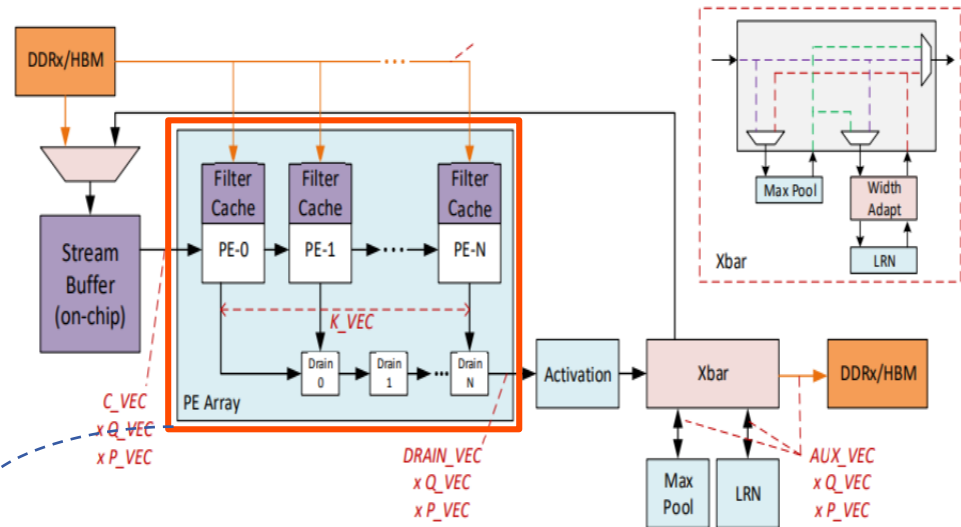 DDRx/HBM
Filter
Cache
PE-0
Filter
Cache
PE-1
Filter
Cache
PE-N
Stream
Buffer
(on-chip)
K_VEC
Drain
0
Drain
1
Drain
N
PE Array
C_VEC
x Q_VEC
x P_VEC
DRAIN_VEC
x Q_VEC
x P_VEC
Activation
Xbar
DDRx/HBM
Max
Pool
LRN
AUX_VEC
x Q_VEC
x P_VEC
Max Pool
Width
Adapt
LRN
Xbar